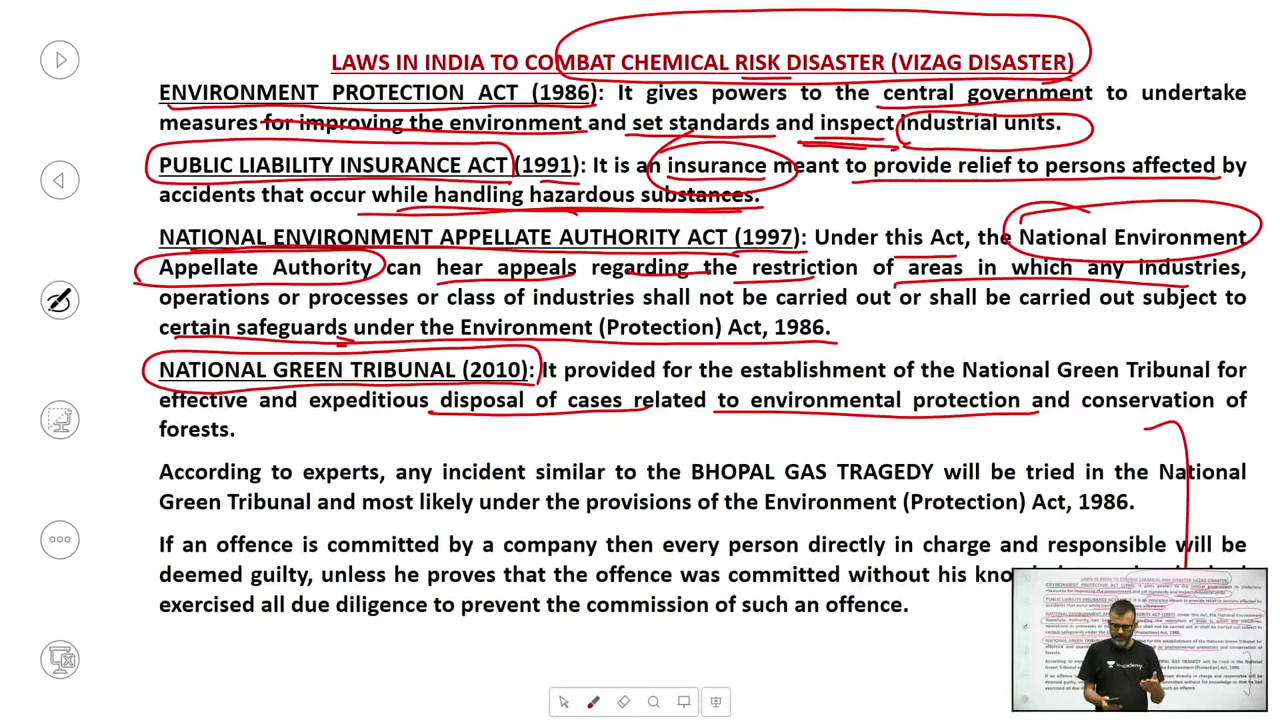 LAWS IN INDIA TO COMBAT CHEMICAL RISK DISASTER (VIZAG DISASTER)
ENVIRONMENT PROTECTION ACT (1986): It gives powers to the central government to undertake
measures for improving the environment and set standards and inspect industrial units.
PUBLIC LIABILITY INSURANCE ACT (1991): It is an insurance meant to provide relief to persons affected by
accidents that occur while handling hazardous substances.
NATIONAL ENVIRONMENT APPELLATE AUTHORITY ACT (1997): Under this Act, the National Environment
Appellate Authority can hear appeals regarding the restriction of areas in which any industries,
operations or processes or class of industries shall not be carried out or shall be carried out subject to
certain safeguards under the Environment (Protection) Act, 1986.
NATIONAL GREEN TRIBUNAL (2010): It provided for the establishment of the National Green Tribunal for
effective and expeditious disposal of cases related to environmental protection and conservation of
forests.
According to experts, any incident similar to the BHOPAL GAS TRAGEDY will be tried in the National
Green Tribunal and most likely under the provisions of the Environment (Protection) Act, 1986.
If an offence is committed by a company then every person directly in charge and responsible will be
deemed guilty, unless he proves that the offence was committed without his
exercised all due diligence to prevent the commission of such an offence.